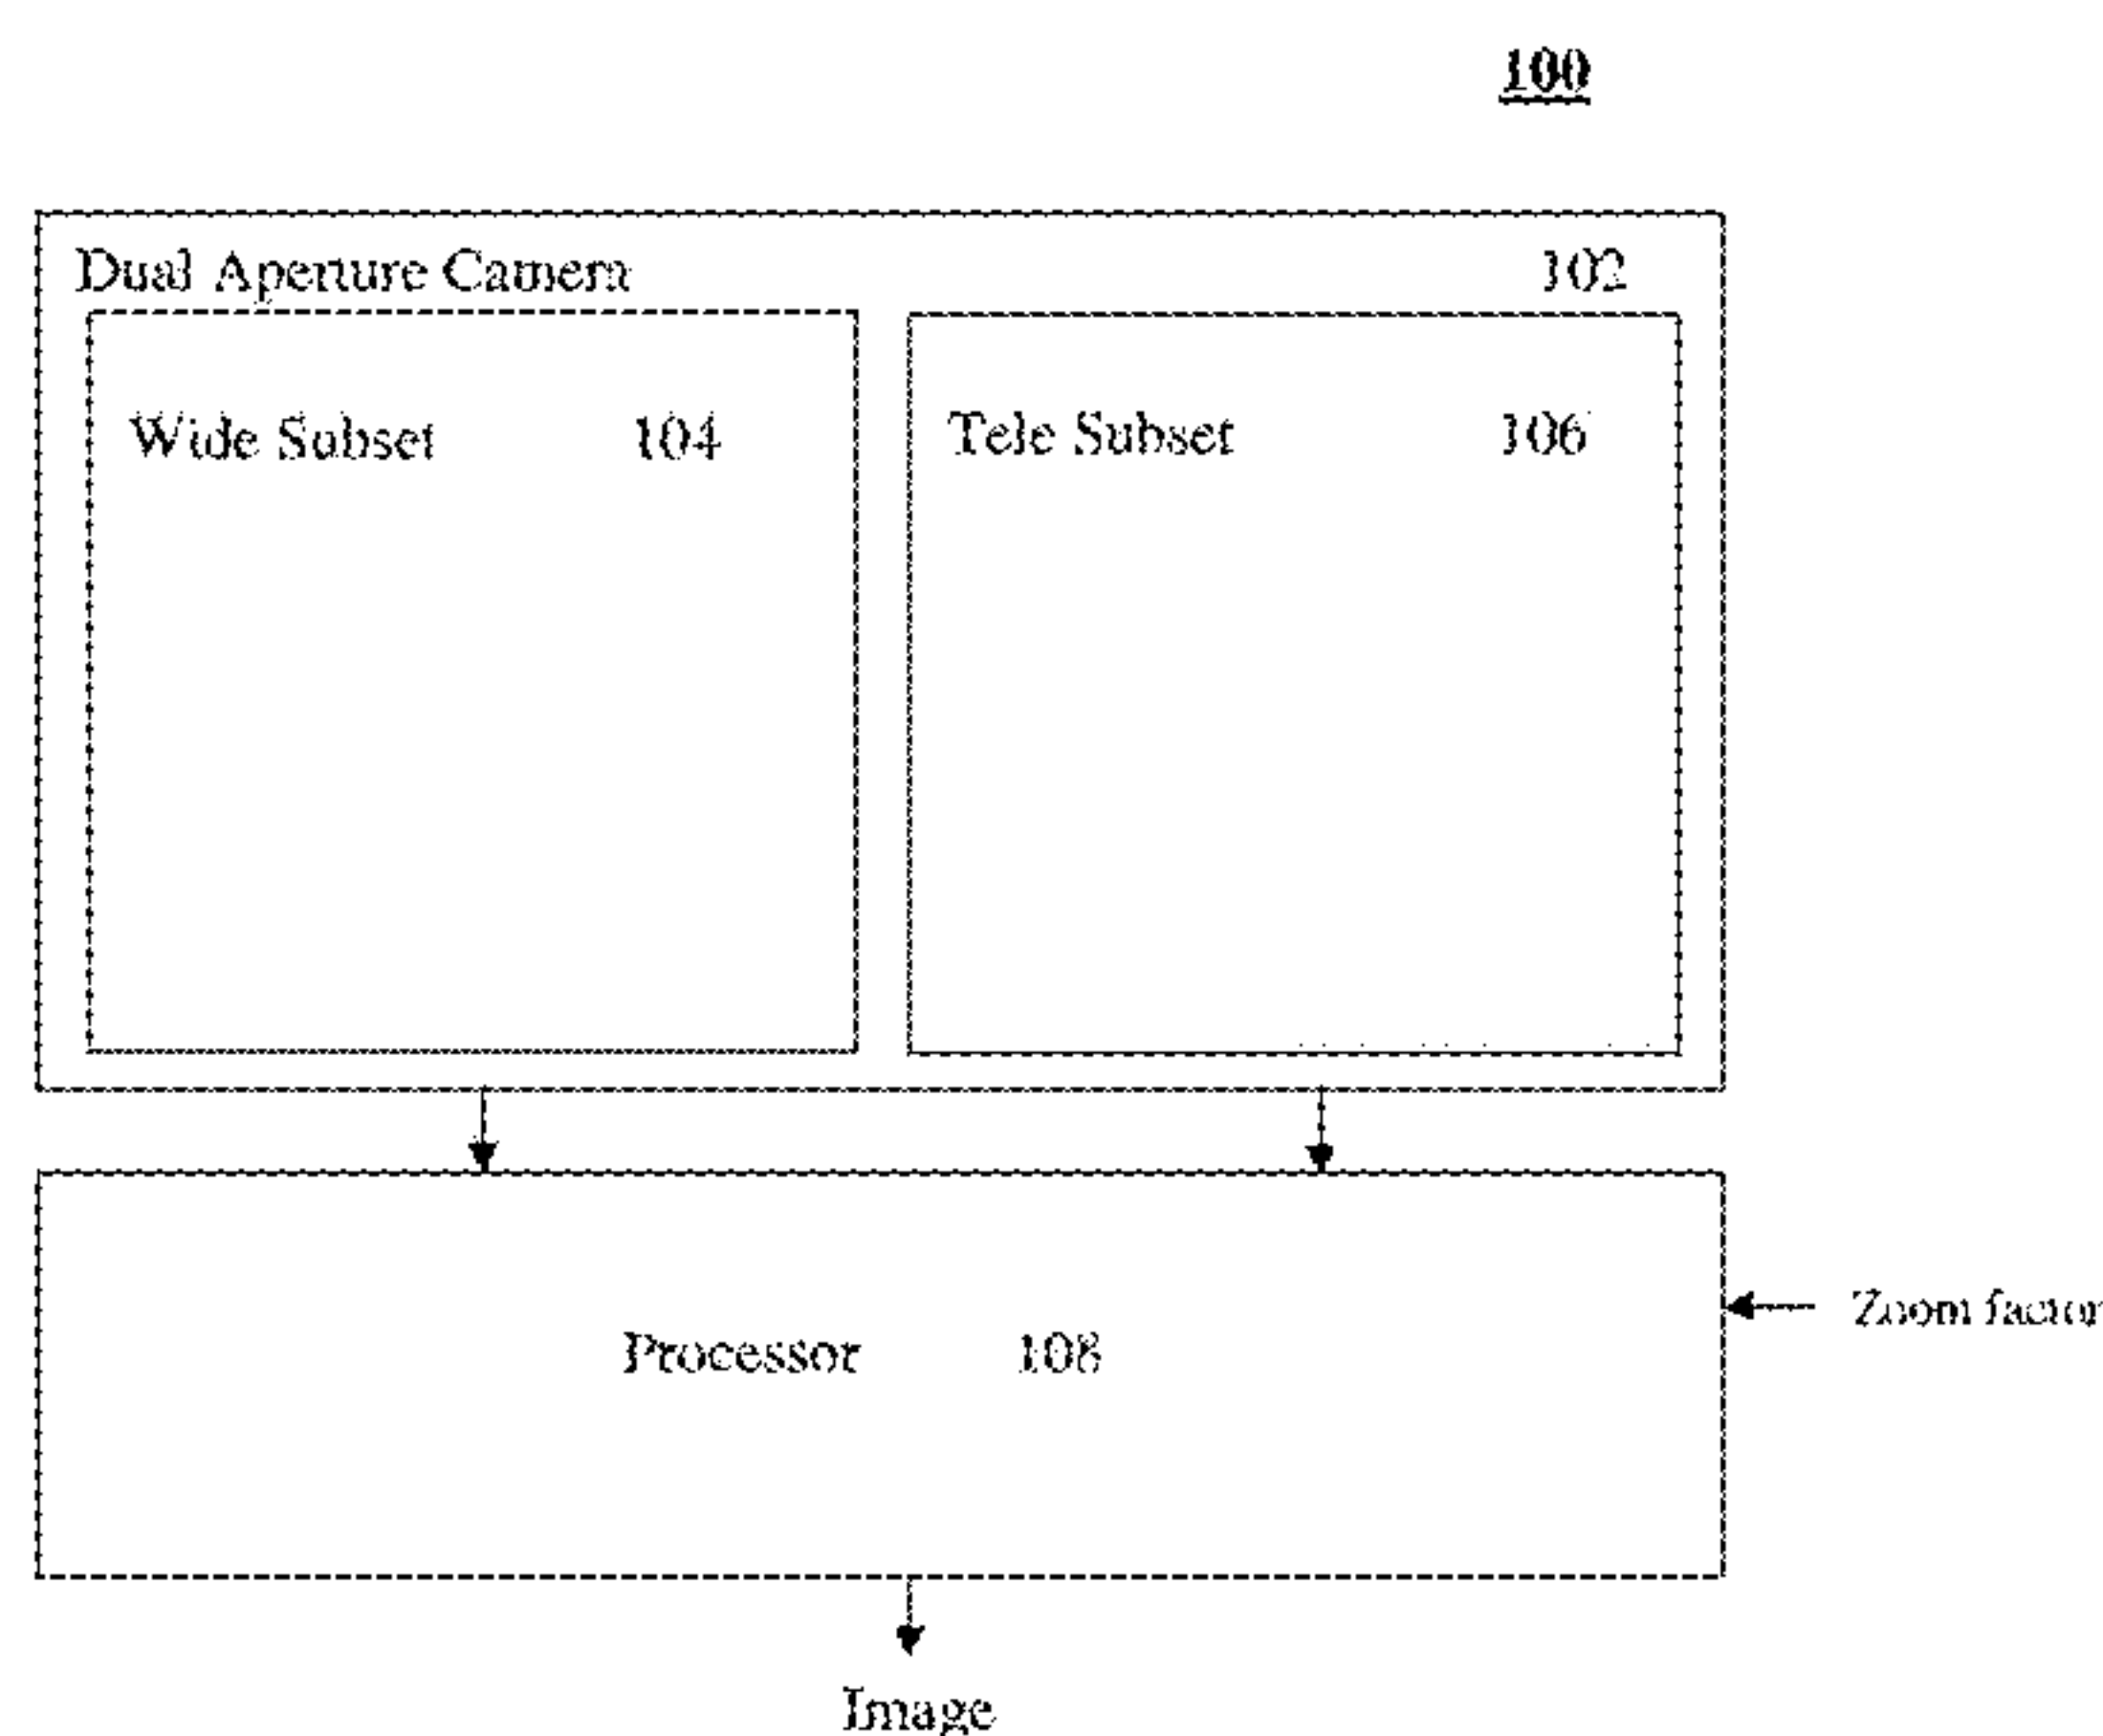 100
Dual Aperture Camera 102
Wide Subset 104
Tele Subset 106
Processor 108
Zoom factor
Image